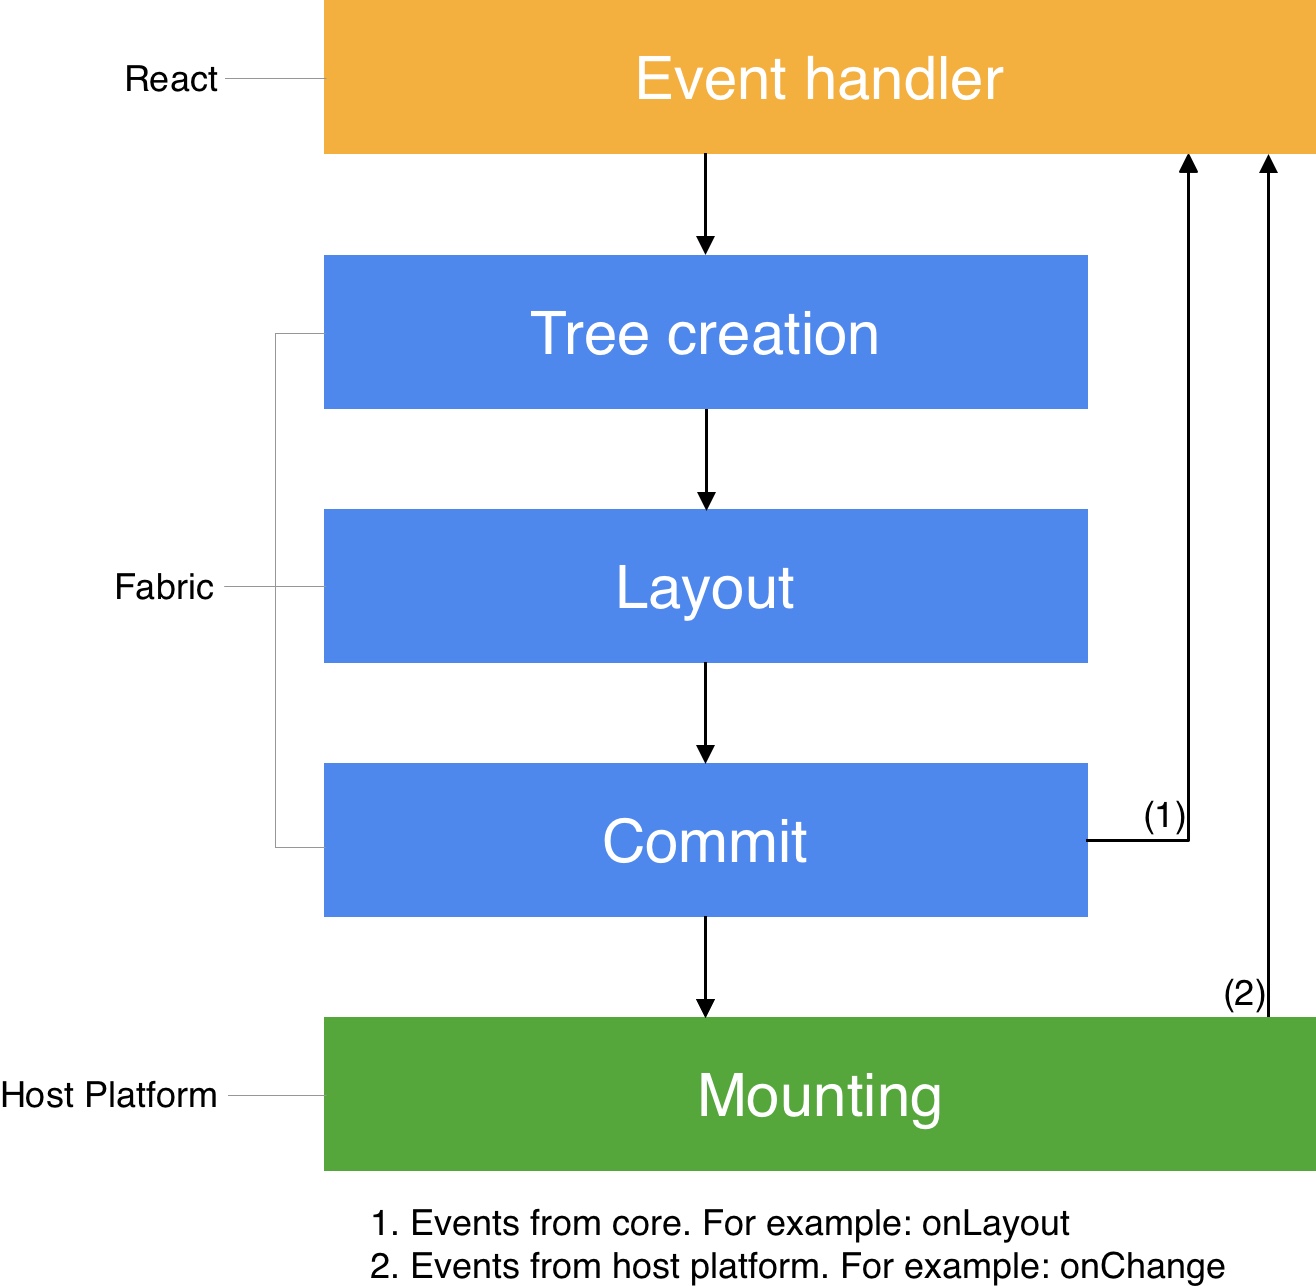 React
Event handler
Tree creation
Fabric
Layout
Commit
(1)
(2)
Host Platform
Mounting
1. Events from core. For example: onLayout
2. Events from host platform. For example: onChange